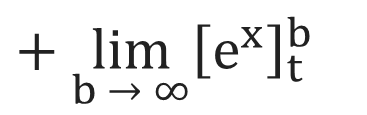 + lim [eˣ]ᵇₜ
b → ∞